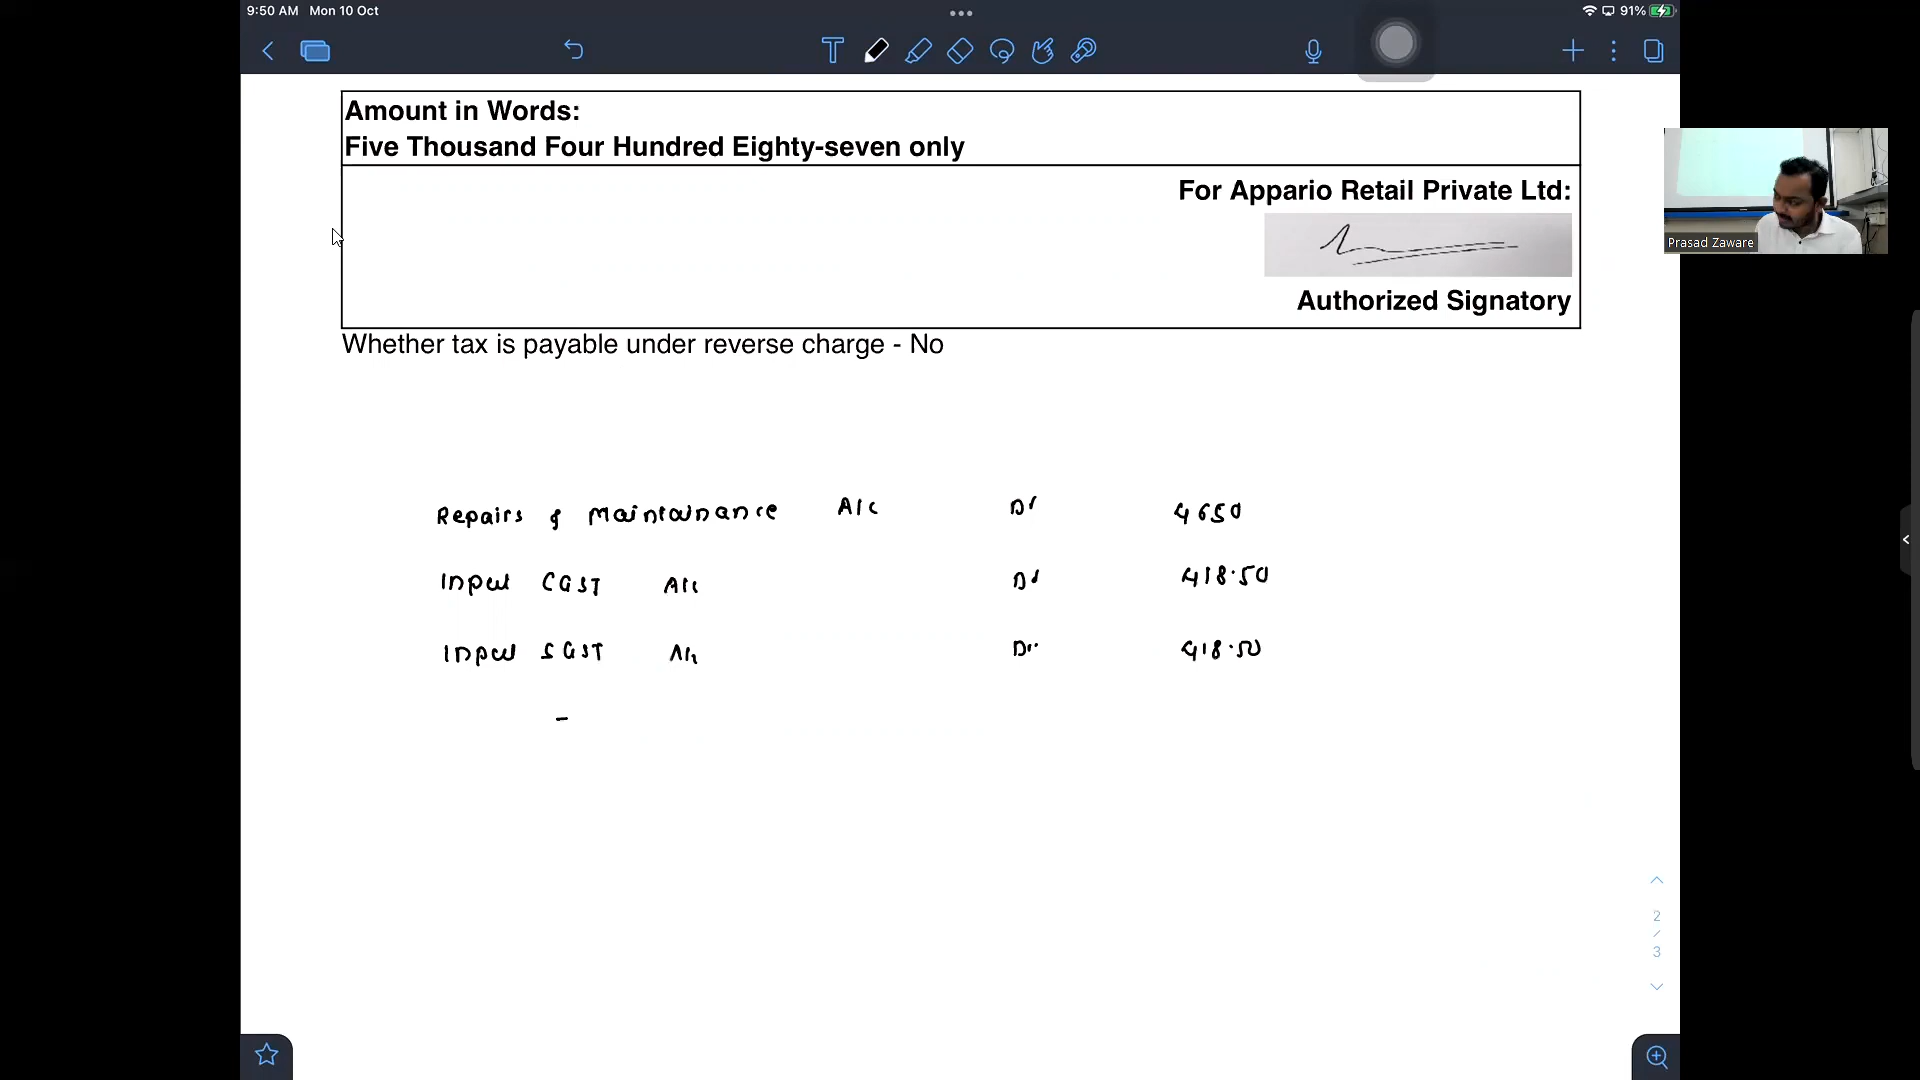 9:50 AM Mon 10 Oct
91%
Amount in Words:
Five Thousand Four Hundred Eighty-seven only
For Appario Retail Private Ltd:
Authorized Signatory
Prasad Zaware
Whether tax is payable under reverse charge - No
Repairs & Maintainance A/c Dr 4650
Input CGST A/c Dr 418.50
Input SGST A/c Dr 418.50
-
2
/
3